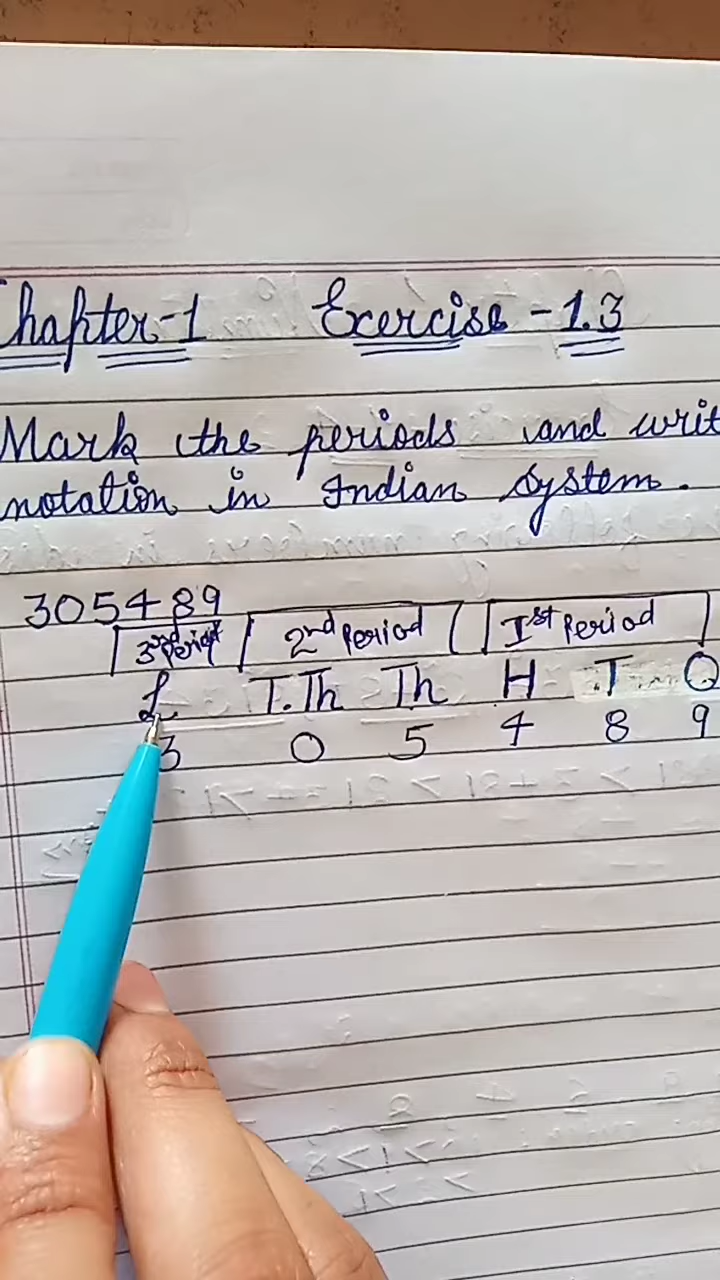 Chapter-1 Exercise - 1.3
Mark the periods and writ
notation in Indian System.
305489
3rd Period 2nd Period Ist Period
L T.Th Th H T O
3 0 5 4 8 9